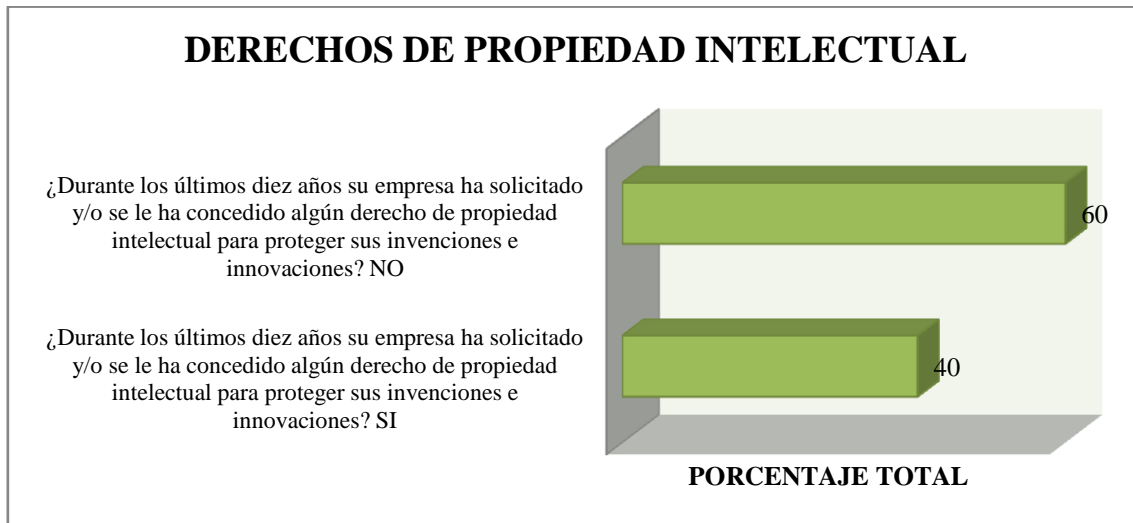 DERECHOS DE PROPIEDAD INTELECTUAL
¿Durante los últimos diez años su empresa ha solicitado
y/o se le ha concedido algún derecho de propiedad
intelectual para proteger sus invenciones e
innovaciones? NO
60
¿Durante los últimos diez años su empresa ha solicitado
y/o se le ha concedido algún derecho de propiedad
intelectual para proteger sus invenciones e
innovaciones? SI
40
PORCENTAJE TOTAL